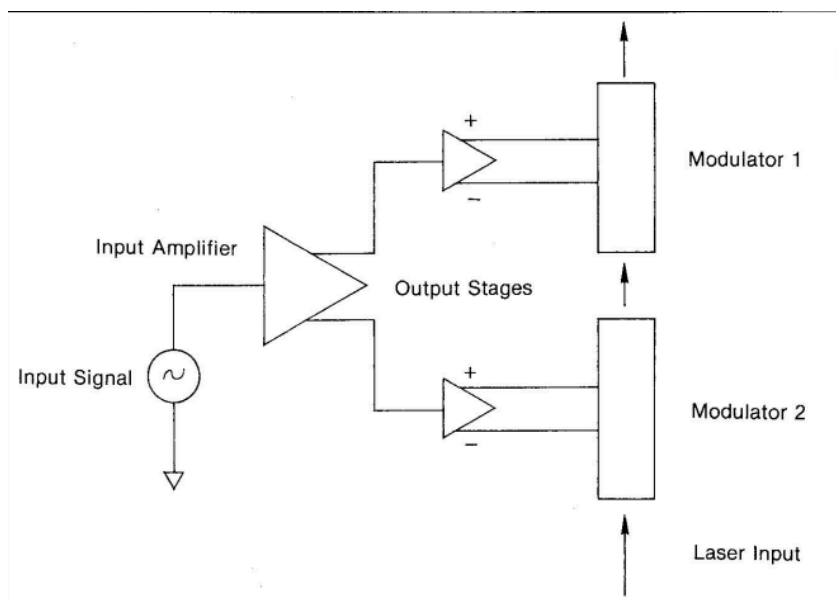 +
Modulator 1
−
Input Amplifier
Output Stages
Input Signal
+
Modulator 2
−
Laser Input